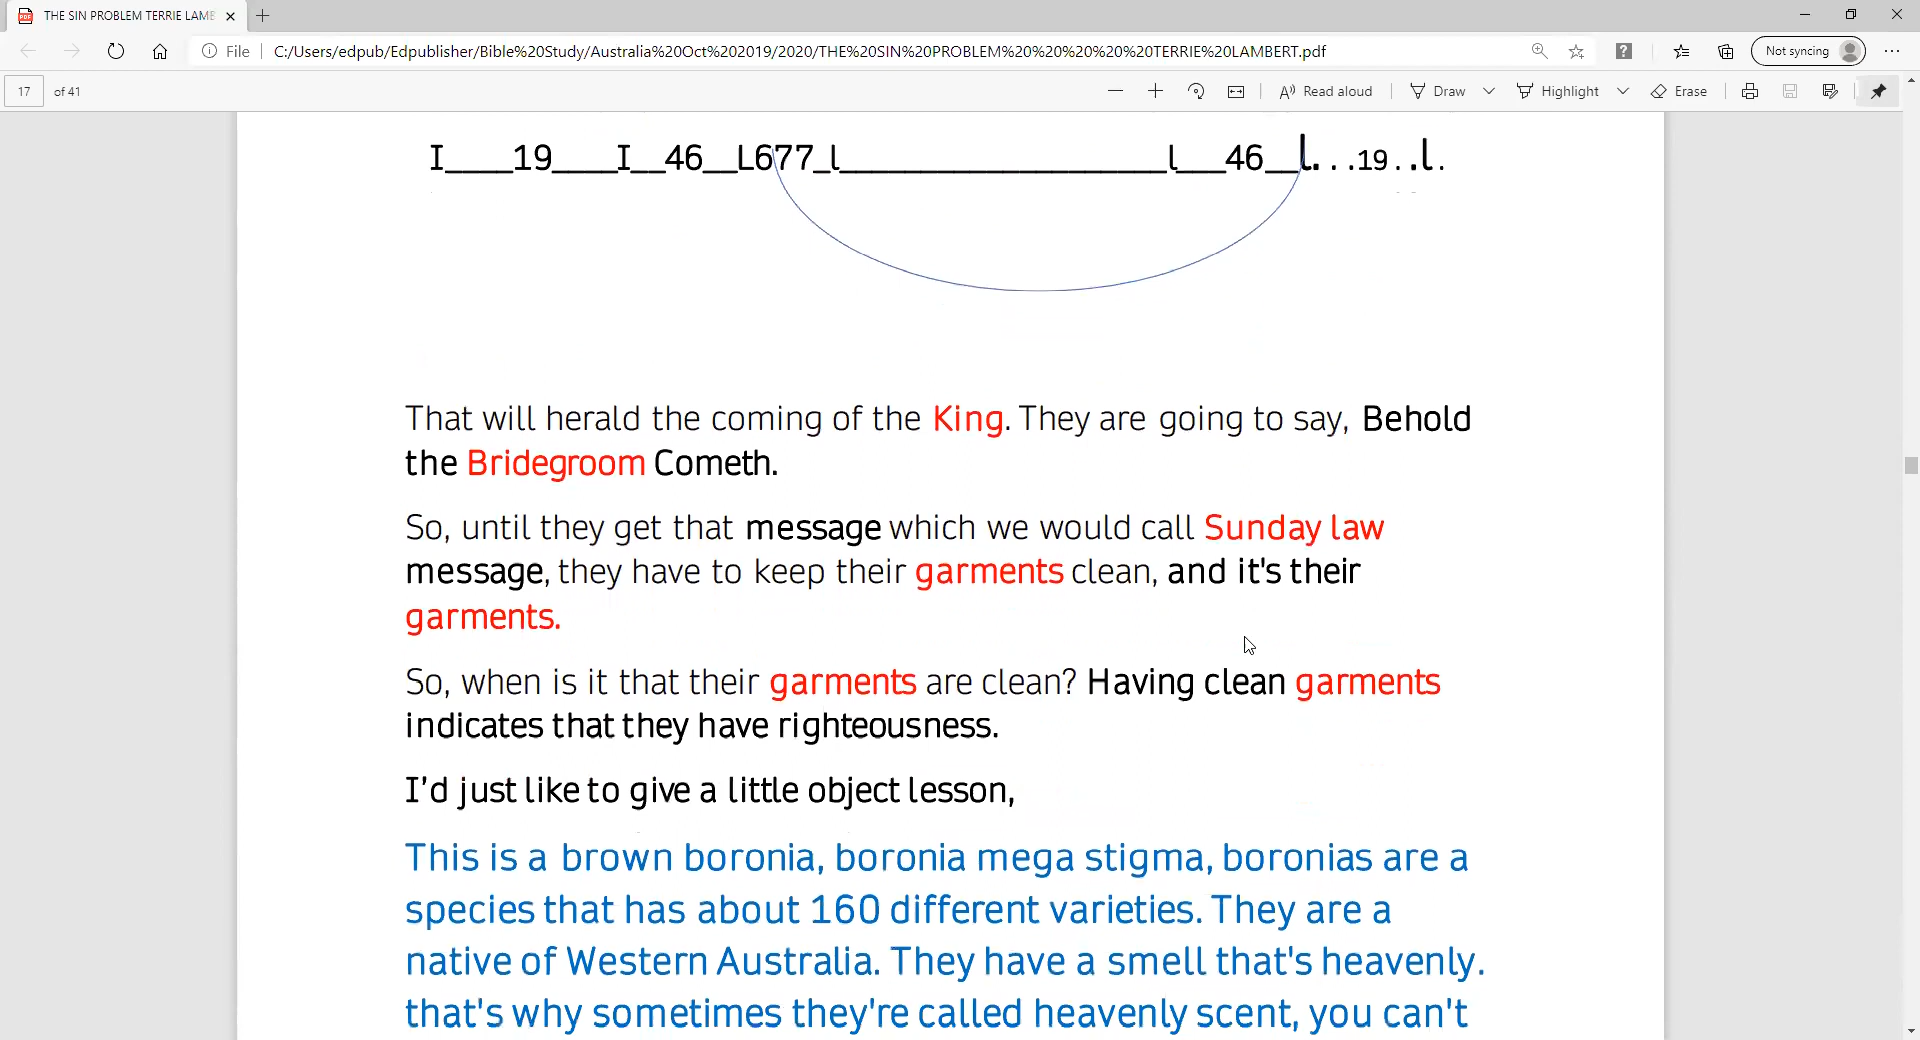 THE SIN PROBLEM TERRIE LAMB
File
C:/Users/edpub/Edpublisher/Bible%20Study/Australia%20Oct%202019/2020/THE%20SIN%20PROBLEM%20%20%20%20%20TERRIE%20LAMBERT.pdf
Not syncing
17 of 41
Read aloud
Draw
Highlight
Erase
I____19____I__46__L677_l___________________l___46__l. . .19 . .l .
That will herald the coming of the King. They are going to say, Behold
the Bridegroom Cometh.
So, until they get that message which we would call Sunday law
message, they have to keep their garments clean, and it's their
garments.
So, when is it that their garments are clean? Having clean garments
indicates that they have righteousness.
I’d just like to give a little object lesson,
This is a brown boronia, boronia mega stigma, boronias are a
species that has about 160 different varieties. They are a
native of Western Australia. They have a smell that's heavenly.
that's why sometimes they're called heavenly scent, you can't